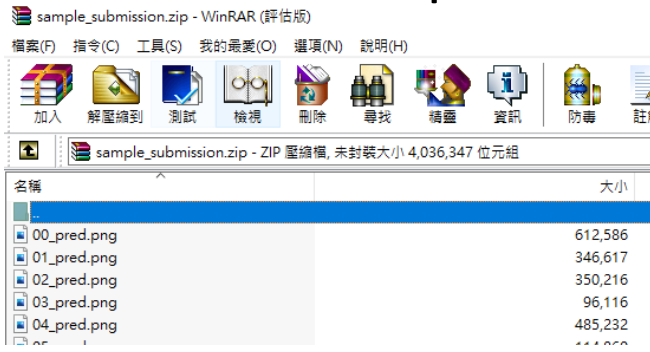 sample_submission.zip - WinRAR (評估版)
檔案(F) 指令(C) 工具(S) 我的最愛(O) 選項(N) 說明(H)
加入 解壓縮到 測試 檢視 刪除 尋找 精靈 資訊 防毒
sample_submission.zip - ZIP 壓縮檔, 未封裝大小 4,036,347 位元組
名稱 大小
..
00_pred.png 612,586
01_pred.png 346,617
02_pred.png 350,216
03_pred.png 96,116
04_pred.png 485,232